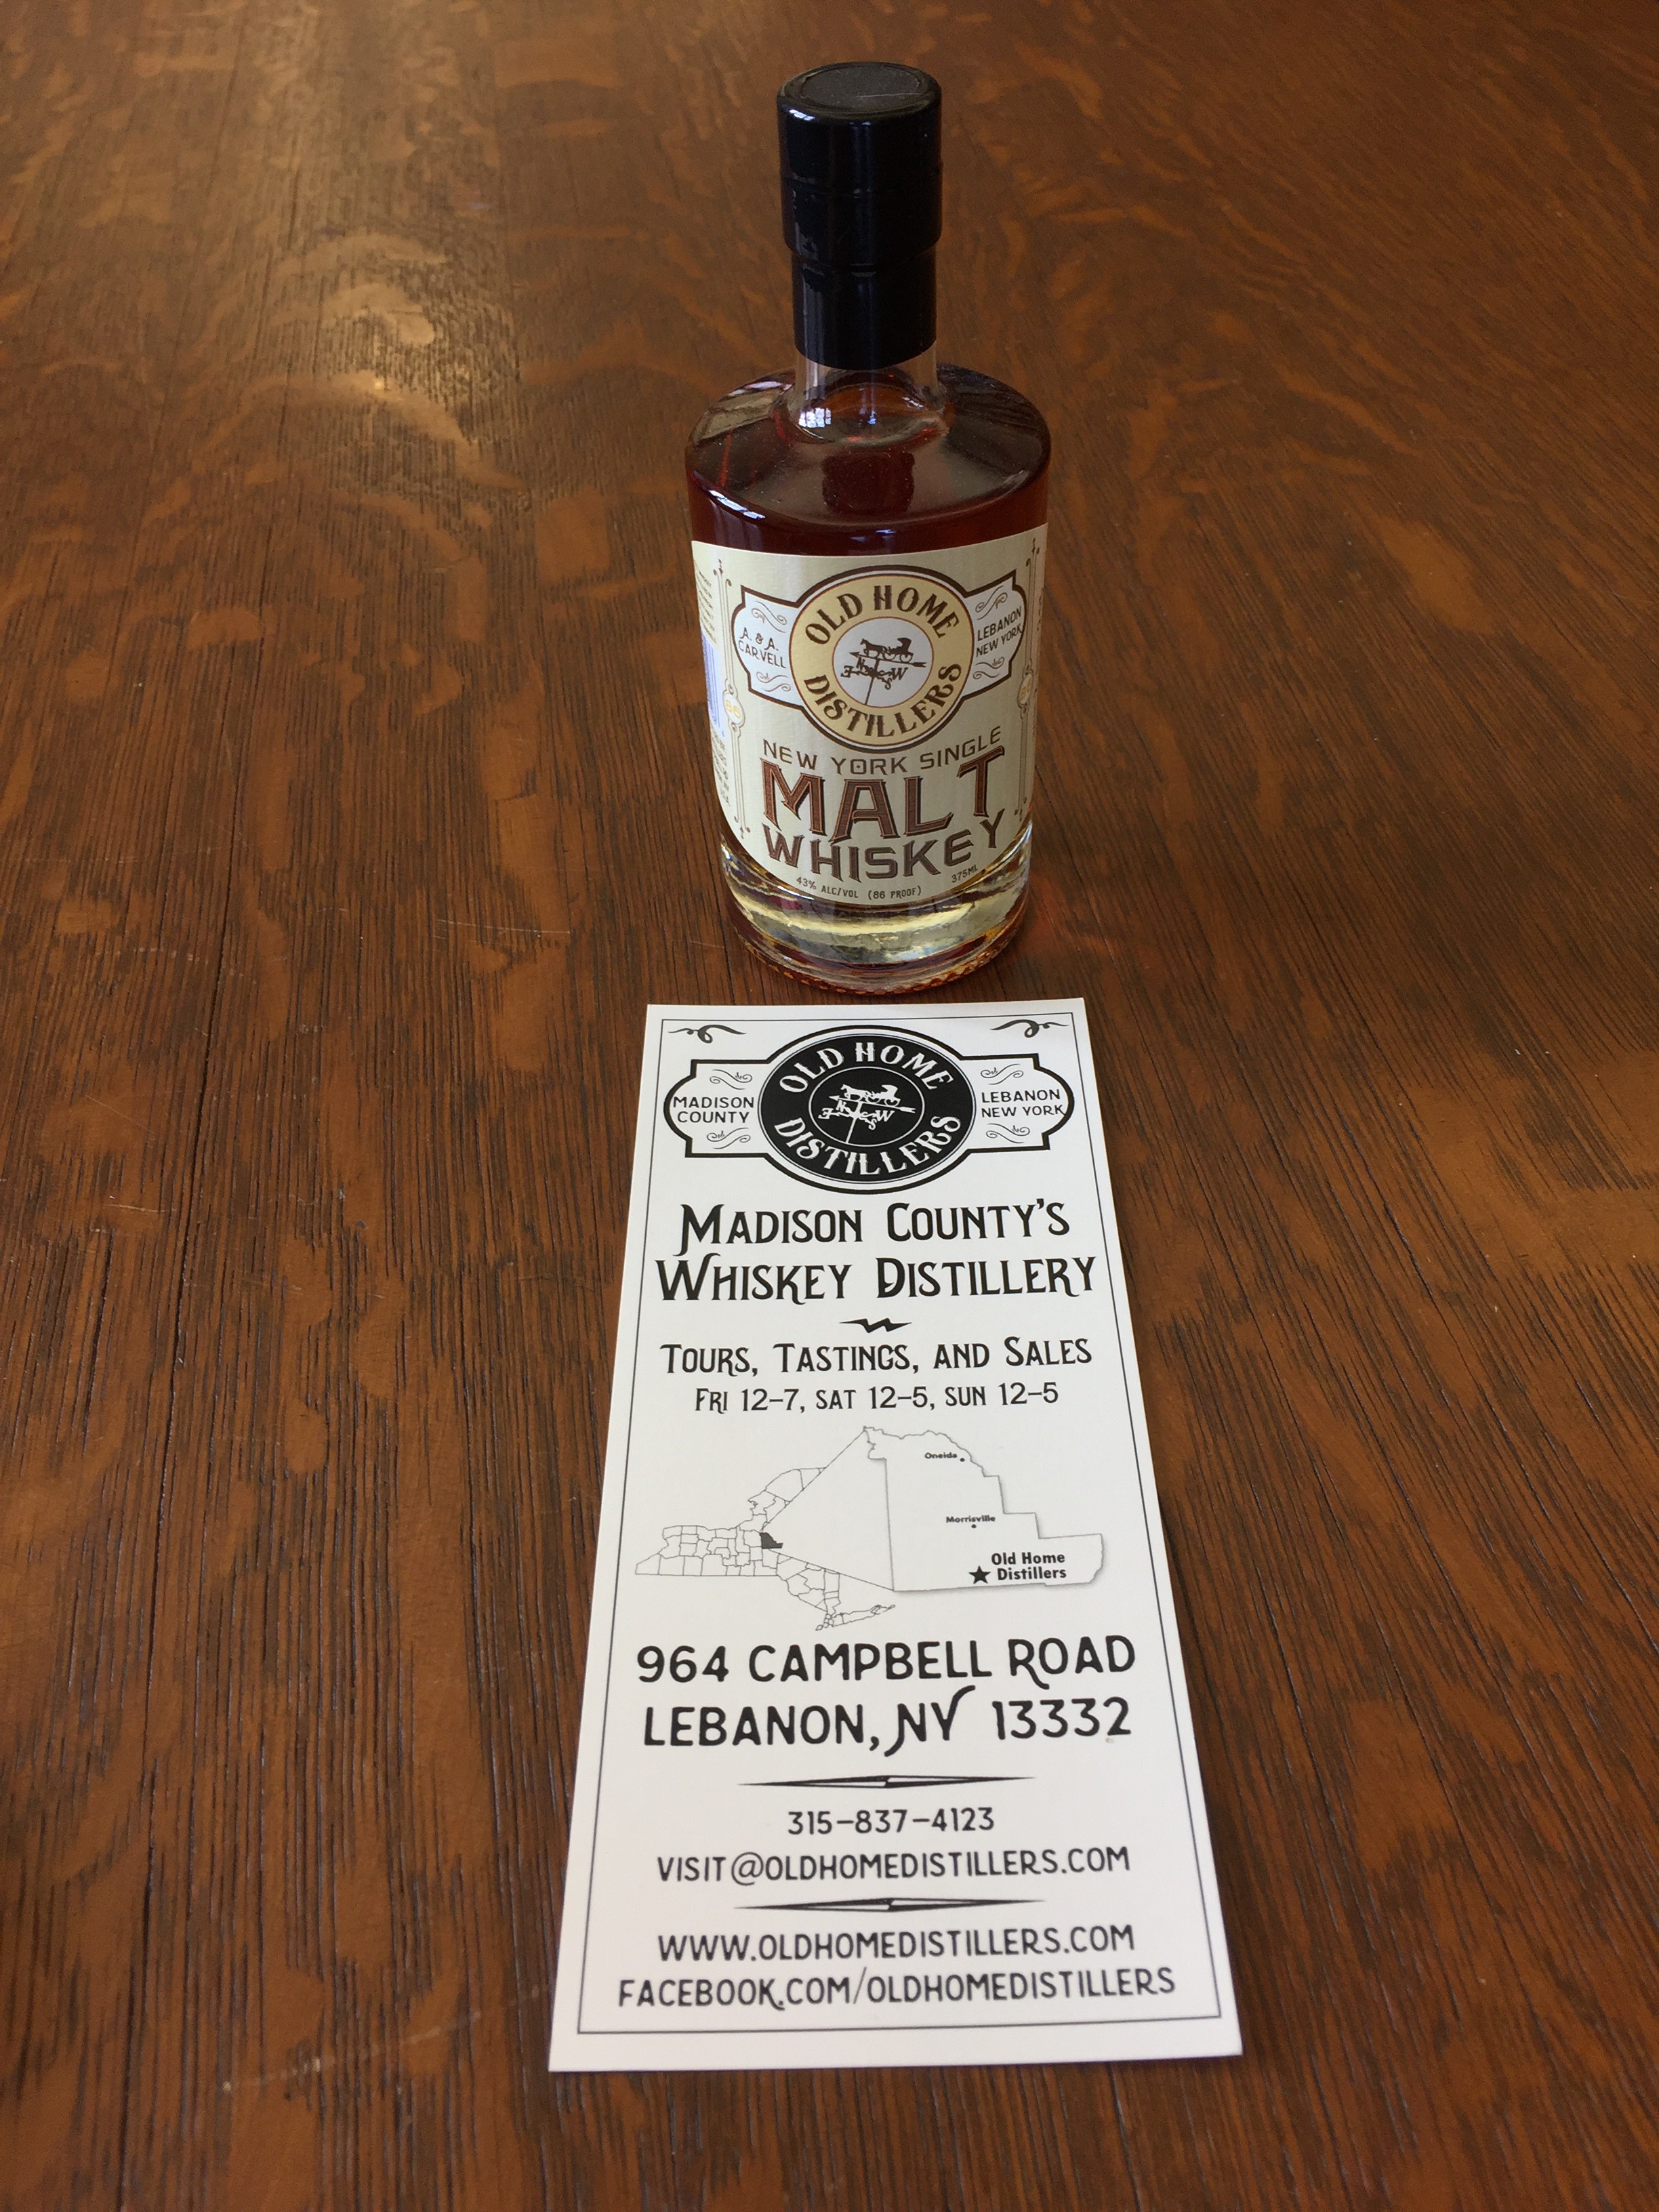 OLD HOME
A. & A.
CARVELL
LEBANON
NEW YORK
N
E W
S
DISTILLERS
NEW YORK SINGLE
MALT
WHISKEY
43% ALC/VOL (86 PROOF) 375ML
OLD HOME
MADISON
COUNTY
LEBANON
NEW YORK
N
E W
S
DISTILLERS
MADISON COUNTY'S
WHISKEY DISTILLERY
TOURS, TASTINGS, AND SALES
FRI 12–7, SAT 12–5, SUN 12–5
Oneida
Morrisville
Old Home
Distillers
964 CAMPBELL ROAD
LEBANON, NY 13332
315–837–4123
VISIT@OLDHOMEDISTILLERS.COM
WWW.OLDHOMEDISTILLERS.COM
FACEBOOK.COM/OLDHOMEDISTILLERS